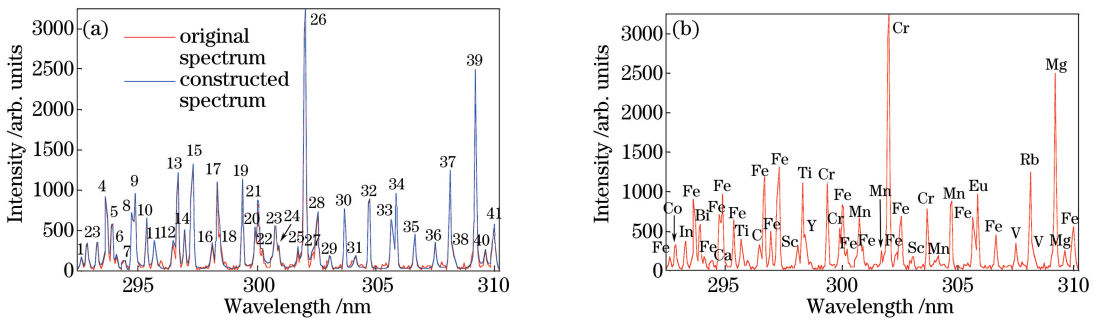 (a)
original
spectrum
constructed
spectrum
Intensity /arb. units
3000
2500
2000
1500
1000
500
0
1
23
4
5
6
7
8
9
10
11
12
13
14
15
16
17
18
19
20
21
22
23
24
25
26
27
28
29
30
31
32
33
34
35
36
37
38
39
40
41
295
300
305
310
Wavelength /nm
(b)
Intensity /arb. units
3000
2500
2000
1500
1000
500
0
Fe
Co
In
Fe
Bi
Fe
Ca
Fe
Fe
Ti
C
Fe
Fe
Fe
Sc
Ti
Y
Cr
Cr
Fe
Fe
Mn
Fe
Mn
Fe
Cr
Fe
Sc
Cr
Mn
Mn
Fe
Eu
Fe
V
Rb
V
Mg
Mg
Fe
295
300
305
310
Wavelength /nm